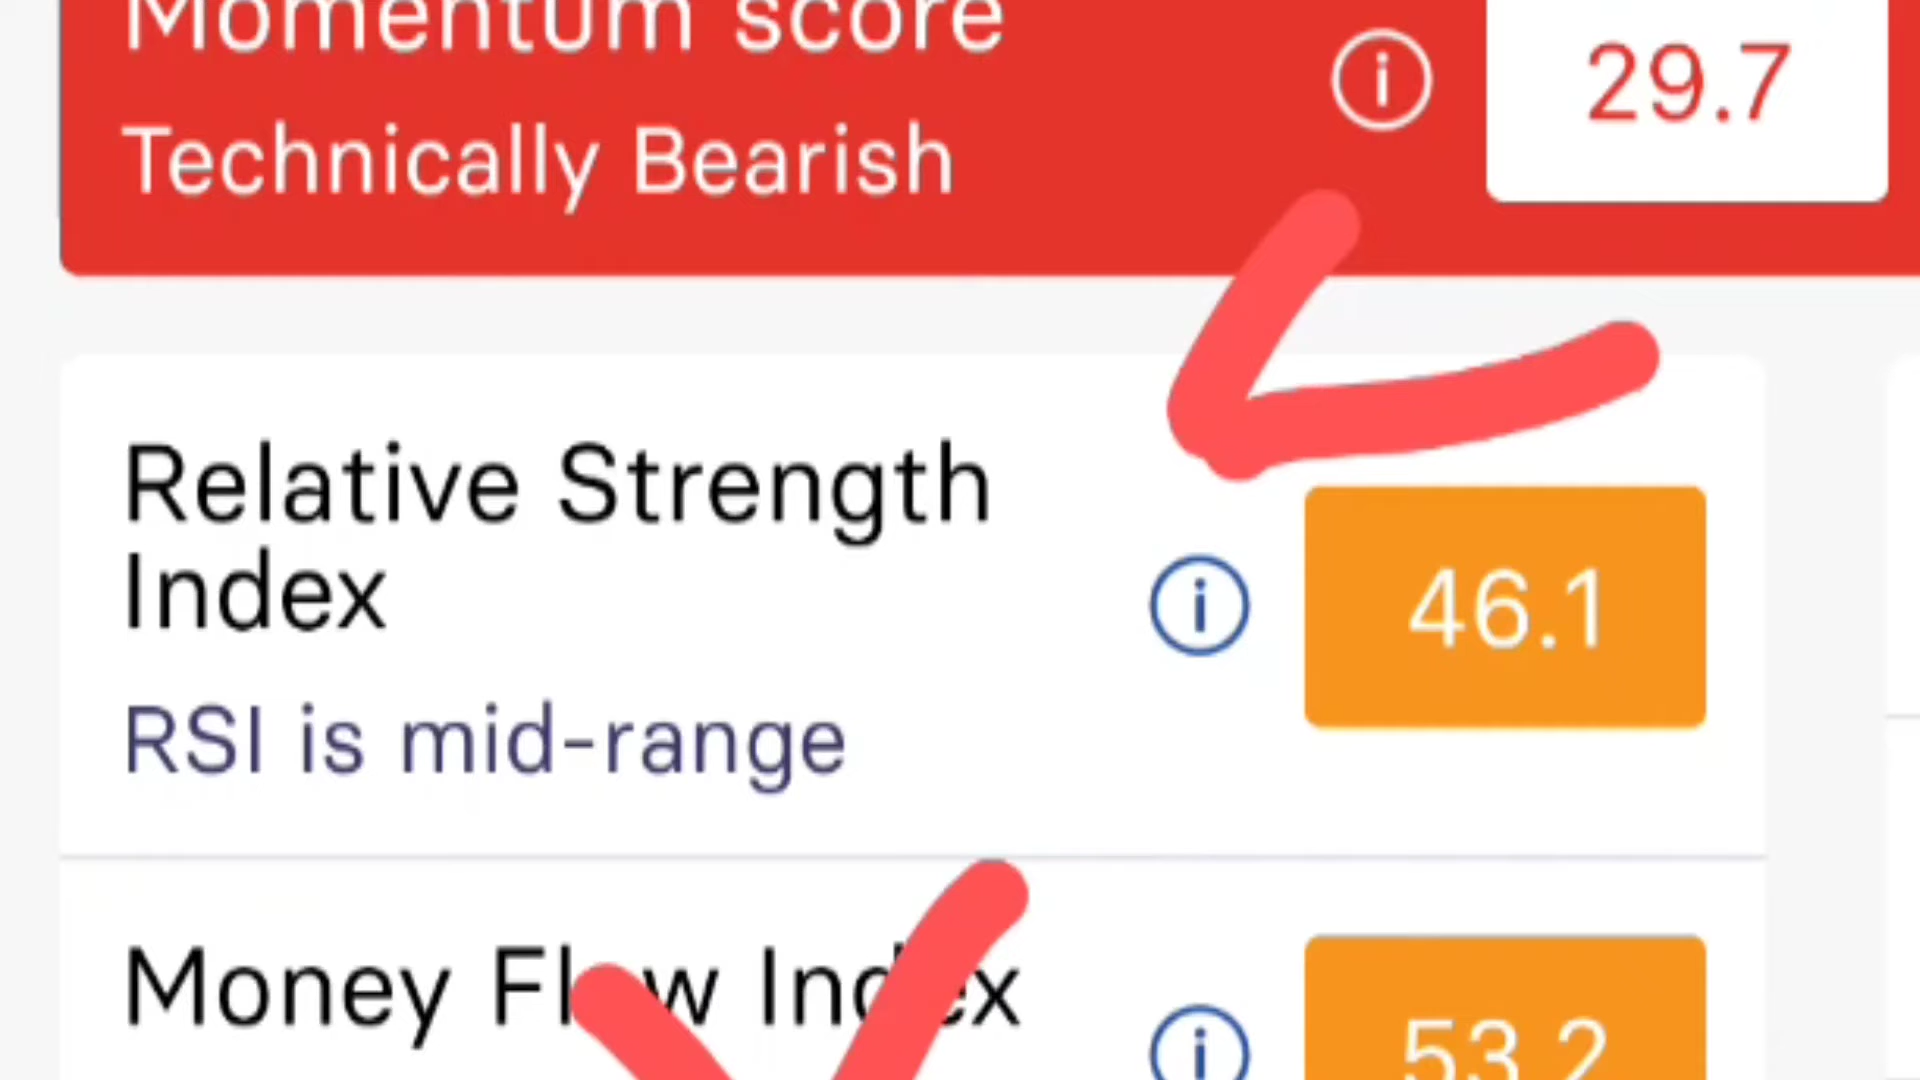 Momentum score
29.7
Technically Bearish
Relative Strength
Index
46.1
RSI is mid-range
Money Flow Index
53.2